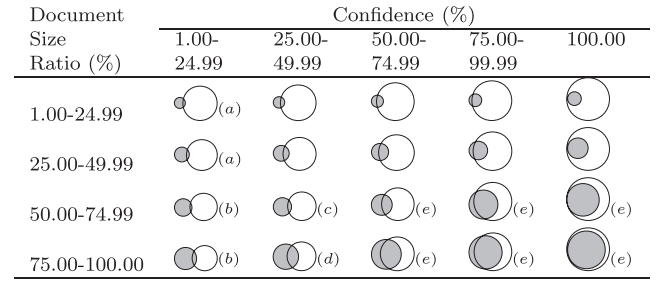 Document Confidence (%)
Size 1.00- 25.00- 50.00- 75.00- 100.00
Ratio (%) 24.99 49.99 74.99 99.99
1.00-24.99 (a)
25.00-49.99 (a)
50.00-74.99 (b) (c) (e) (e) (e)
75.00-100.00 (b) (d) (e) (e) (e)